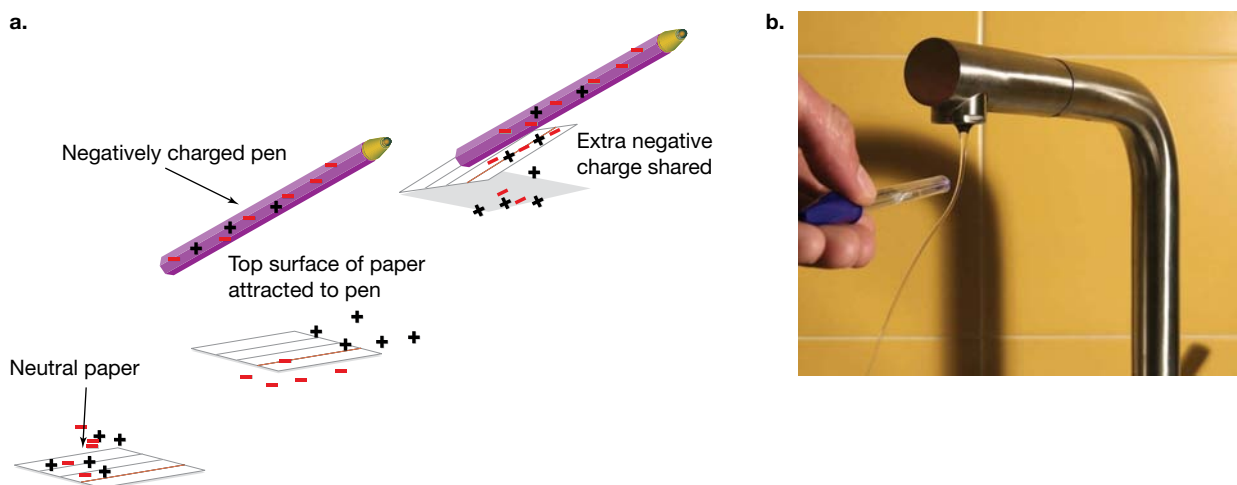 a.
b.
Negatively charged pen
Extra negative
charge shared
Top surface of paper
attracted to pen
Neutral paper